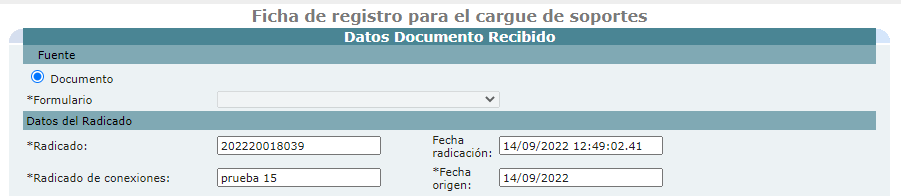 Ficha de registro para el cargue de soportes
Datos Documento Recibido
Fuente
Documento
*Formulario
Datos del Radicado
*Radicado: 202220018039 Fecha radicación: 14/09/2022 12:49:02.41
*Radicado de conexiones: prueba 15 *Fecha origen: 14/09/2022